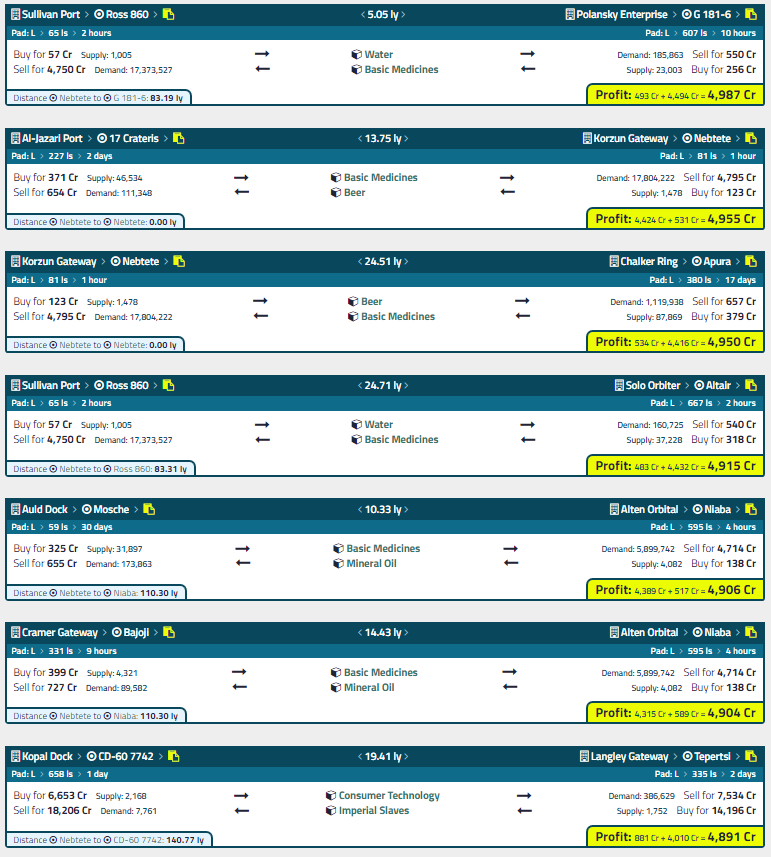 Sullivan Port > Ross 860 > < 5.05 ly > Polansky Enterprise > G 181-6 >
Pad: L > 65 ls > 2 hours Pad: L > 607 ls > 10 hours
Buy for 57 Cr Supply: 1,005 Water Demand: 185,863 Sell for 550 Cr
Sell for 4,750 Cr Demand: 17,373,527 Basic Medicines Supply: 23,003 Buy for 256 Cr
Distance Nebtete to G 181-6: 83.19 ly Profit: 493 Cr + 4,494 Cr = 4,987 Cr
Al-Jazari Port > 17 Crateris > < 13.75 ly > Korzun Gateway > Nebtete >
Pad: L > 227 ls > 2 days Pad: L > 81 ls > 1 hour
Buy for 371 Cr Supply: 46,534 Basic Medicines Demand: 17,804,222 Sell for 4,795 Cr
Sell for 654 Cr Demand: 111,348 Beer Supply: 1,478 Buy for 123 Cr
Distance Nebtete to Nebtete: 0.00 ly Profit: 4,424 Cr + 531 Cr = 4,955 Cr
Korzun Gateway > Nebtete > < 24.51 ly > Chalker Ring > Apura >
Pad: L > 81 ls > 1 hour Pad: L > 380 ls > 17 days
Buy for 123 Cr Supply: 1,478 Beer Demand: 1,119,938 Sell for 657 Cr
Sell for 4,795 Cr Demand: 17,804,222 Basic Medicines Supply: 87,869 Buy for 379 Cr
Distance Nebtete to Nebtete: 0.00 ly Profit: 534 Cr + 4,416 Cr = 4,950 Cr
Sullivan Port > Ross 860 > < 24.71 ly > Solo Orbiter > Altair >
Pad: L > 65 ls > 2 hours Pad: L > 667 ls > 2 hours
Buy for 57 Cr Supply: 1,005 Water Demand: 160,725 Sell for 540 Cr
Sell for 4,750 Cr Demand: 17,373,527 Basic Medicines Supply: 37,228 Buy for 318 Cr
Distance Nebtete to Ross 860: 83.31 ly Profit: 483 Cr + 4,432 Cr = 4,915 Cr
Auld Dock > Mosche > < 10.33 ly > Alten Orbital > Niaba >
Pad: L > 59 ls > 30 days Pad: L > 595 ls > 4 hours
Buy for 325 Cr Supply: 31,897 Basic Medicines Demand: 5,899,742 Sell for 4,714 Cr
Sell for 655 Cr Demand: 173,863 Mineral Oil Supply: 4,082 Buy for 138 Cr
Distance Nebtete to Niaba: 110.30 ly Profit: 4,389 Cr + 517 Cr = 4,906 Cr
Cramer Gateway > Bajoji > < 14.43 ly > Alten Orbital > Niaba >
Pad: L > 331 ls > 9 hours Pad: L > 595 ls > 4 hours
Buy for 399 Cr Supply: 4,321 Basic Medicines Demand: 5,899,742 Sell for 4,714 Cr
Sell for 727 Cr Demand: 89,582 Mineral Oil Supply: 4,082 Buy for 138 Cr
Distance Nebtete to Niaba: 110.30 ly Profit: 4,315 Cr + 589 Cr = 4,904 Cr
Kopal Dock > CD-60 7742 > < 19.41 ly > Langley Gateway > Tepertsi >
Pad: L > 658 ls > 1 day Pad: L > 335 ls > 2 days
Buy for 6,653 Cr Supply: 2,168 Consumer Technology Demand: 386,629 Sell for 7,534 Cr
Sell for 18,206 Cr Demand: 7,761 Imperial Slaves Supply: 1,752 Buy for 14,196 Cr
Distance Nebtete to CD-60 7742: 140.77 ly Profit: 881 Cr + 4,010 Cr = 4,891 Cr